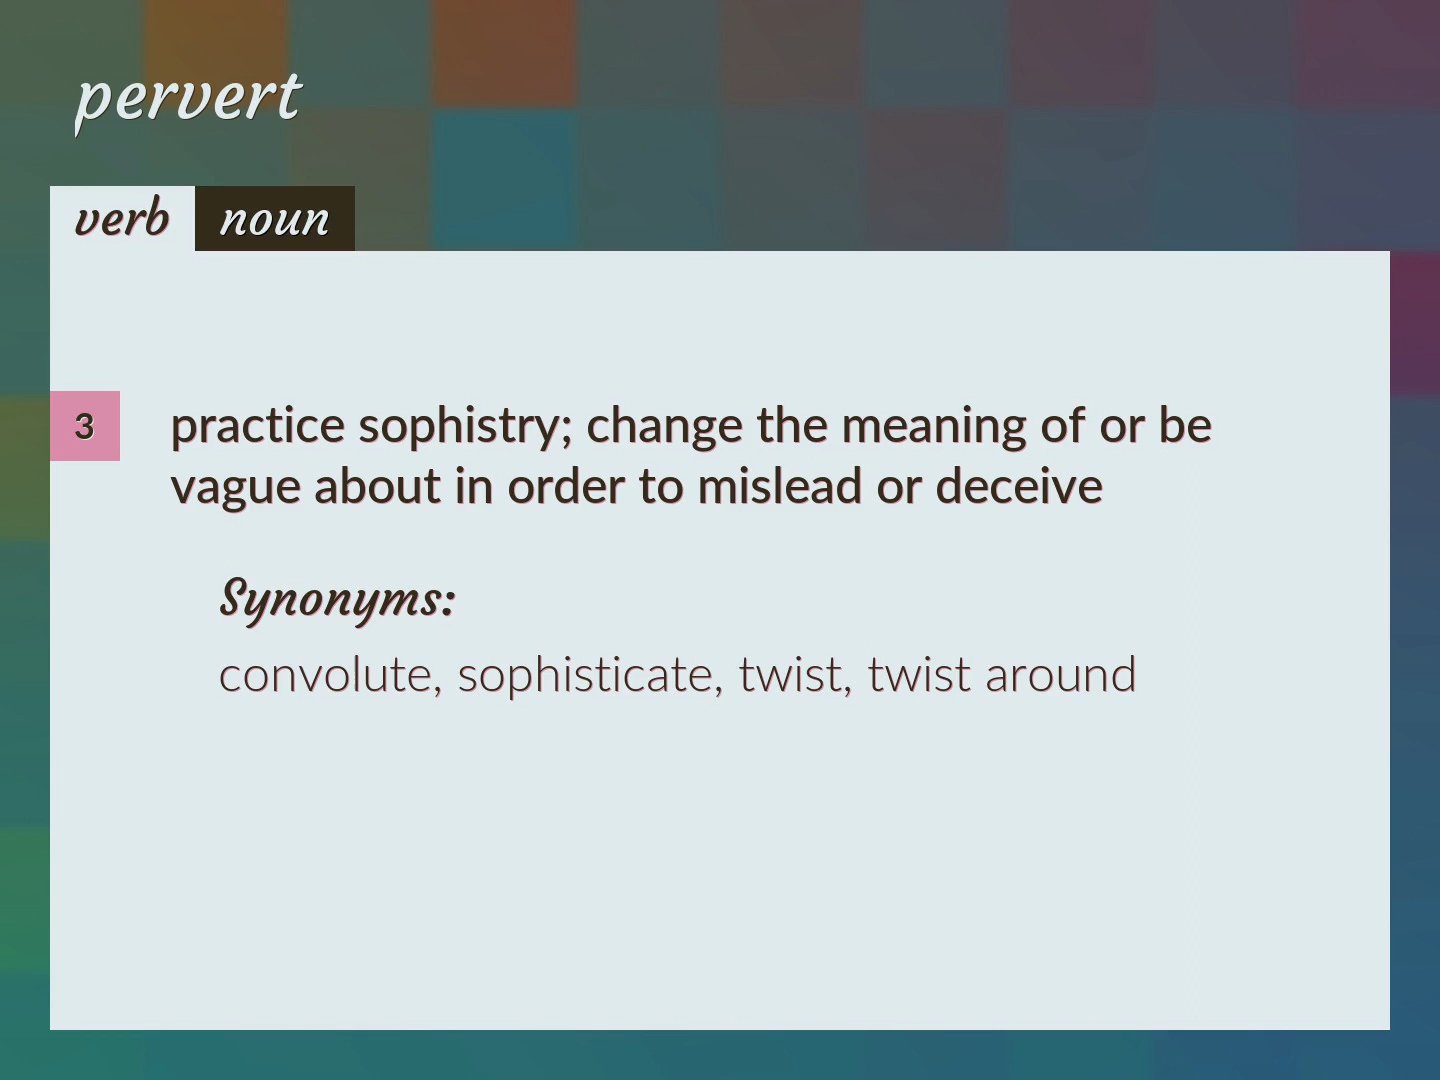 pervert
verb noun
3 practice sophistry; change the meaning of or be
vague about in order to mislead or deceive
Synonyms:
convolute, sophisticate, twist, twist around